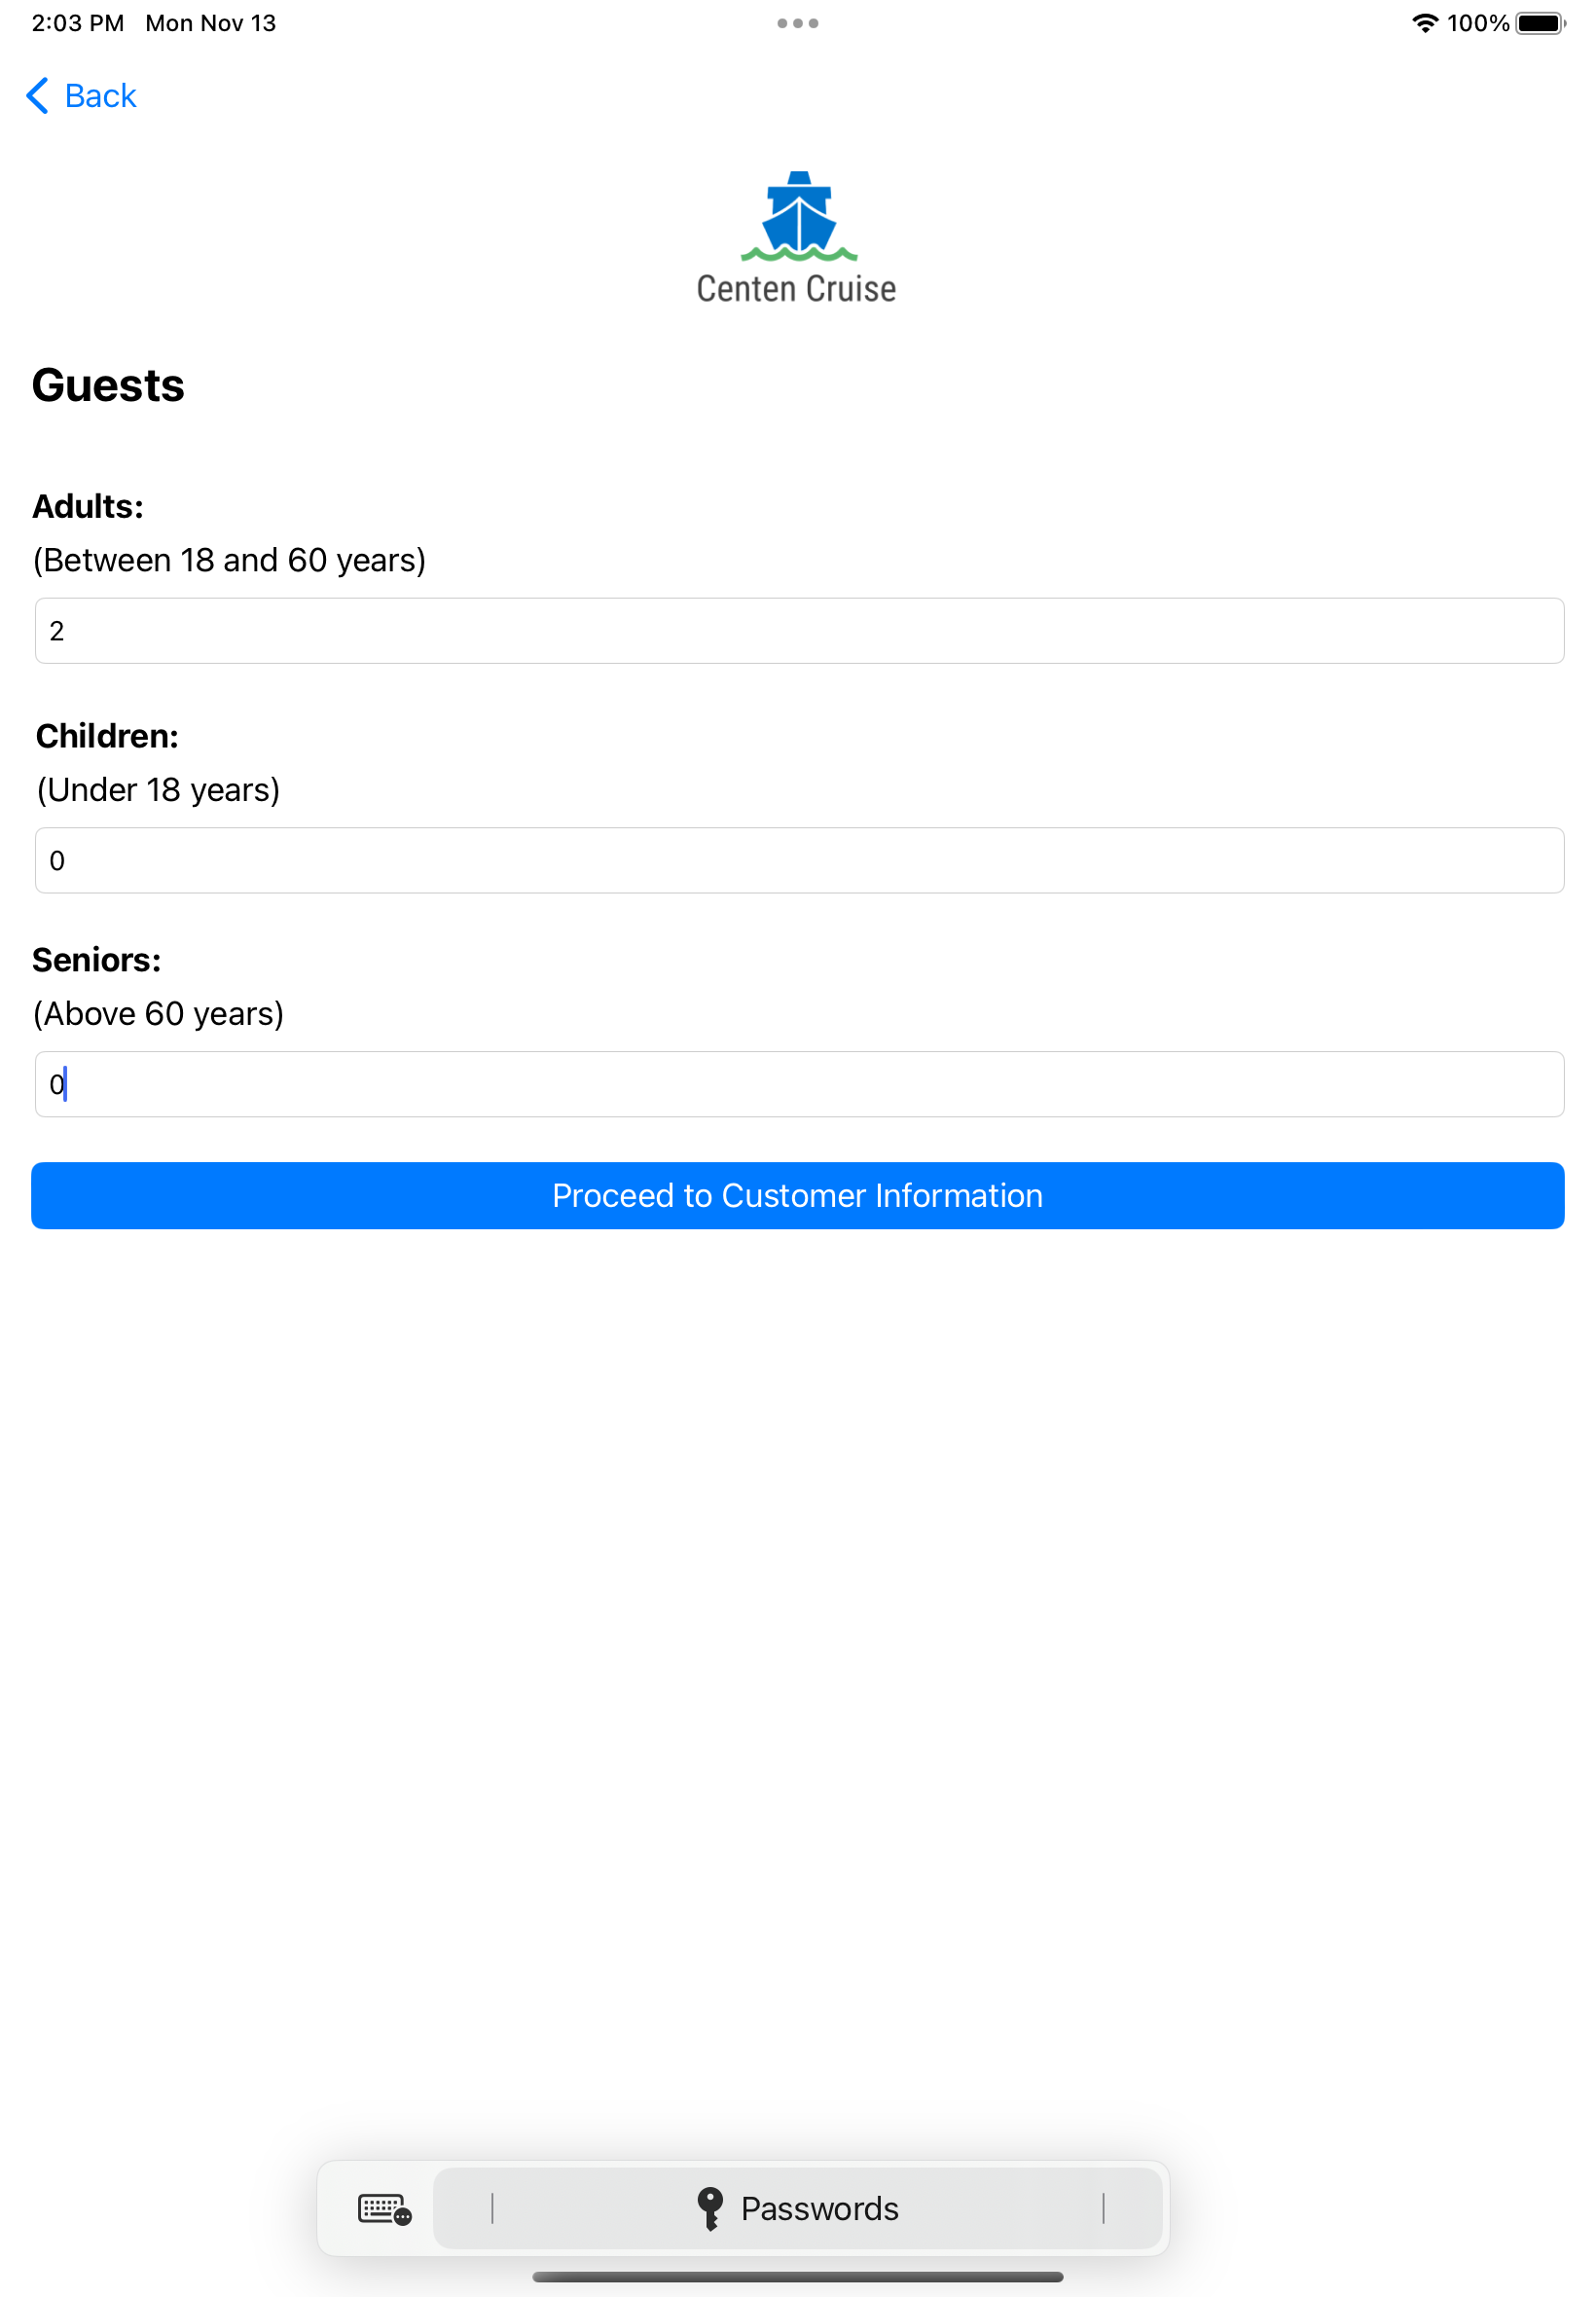 2:03 PM Mon Nov 13
100%
Back
Centen Cruise
Guests
Adults:
(Between 18 and 60 years)
2
Children:
(Under 18 years)
0
Seniors:
(Above 60 years)
0
Proceed to Customer Information
Passwords